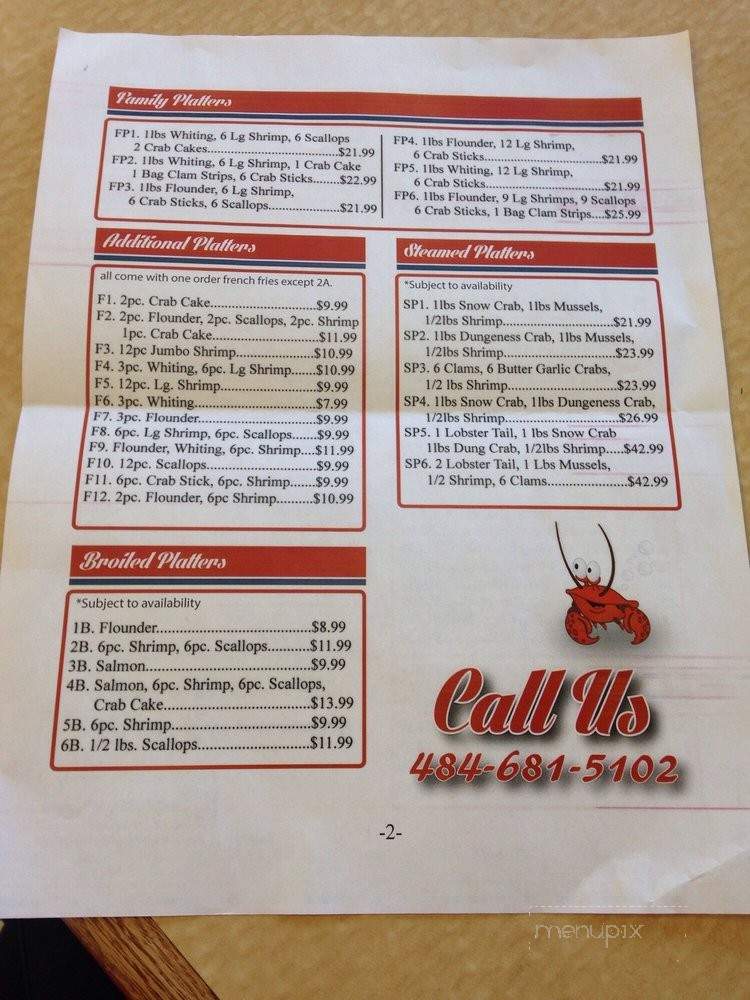 Family Platters
FP1. 1lbs Whiting, 6 Lg Shrimp, 6 Scallops
2 Crab Cakes..............................$21.99
FP2. 1lbs Whiting, 6 Lg Shrimp, 1 Crab Cake
1 Bag Clam Strips, 6 Crab Sticks.......$22.99
FP3. 1lbs Flounder, 6 Lg Shrimp,
6 Crab Sticks, 6 Scallops......................$21.99
FP4. 1lbs Flounder, 12 Lg Shrimp,
6 Crab Sticks..........................$21.99
FP5. 1lbs Whiting, 12 Lg Shrimp,
6 Crab Sticks..........................$21.99
FP6. 1lbs Flounder, 9 Lg Shrimps, 9 Scallops
6 Crab Sticks, 1 Bag Clam Strips....$25.99
Additional Platters
all come with one order french fries except 2A.
F1. 2pc. Crab Cake.......................$9.99
F2. 2pc. Flounder, 2pc. Scallops, 2pc. Shrimp
1pc. Crab Cake.........................$11.99
F3. 12pc Jumbo Shrimp.................$10.99
F4. 3pc. Whiting, 6pc. Lg Shrimp......$10.99
F5. 12pc. Lg. Shrimp.....................$9.99
F6. 3pc. Whiting..........................$7.99
F7. 3pc. Flounder.........................$9.99
F8. 6pc. Lg Shrimp, 6pc. Scallops......$9.99
F9. Flounder, Whiting, 6pc. Shrimp....$11.99
F10. 12pc. Scallops.......................$9.99
F11. 6pc. Crab Stick, 6pc. Shrimp......$9.99
F12. 2pc. Flounder, 6pc Shrimp.........$10.99
Steamed Platters
*Subject to availability
SP1. 1lbs Snow Crab, 1lbs Mussels,
1/2lbs Shrimp........................$21.99
SP2. 1lbs Dungeness Crab, 1lbs Mussels,
1/2lbs Shrimp........................$23.99
SP3. 6 Clams, 6 Butter Garlic Crabs,
1/2 lbs Shrimp.......................$23.99
SP4. 1lbs Snow Crab, 1lbs Dungeness Crab,
1/2lbs Shrimp........................$26.99
SP5. 1 Lobster Tail, 1 lbs Snow Crab
1lbs Dung Crab, 1/2lbs Shrimp.....$42.99
SP6. 2 Lobster Tail, 1 Lbs Mussels,
1/2 Shrimp, 6 Clams....................$42.99
Broiled Platters
*Subject to availability
1B. Flounder.......................................$8.99
2B. 6pc. Shrimp, 6pc. Scallops..........$11.99
3B. Salmon.........................................$9.99
4B. Salmon, 6pc. Shrimp, 6pc. Scallops,
Crab Cake.....................................$13.99
5B. 6pc. Shrimp...................................$9.99
6B. 1/2 lbs. Scallops............................$11.99
Call Us
484-681-5102
-2-
menupix